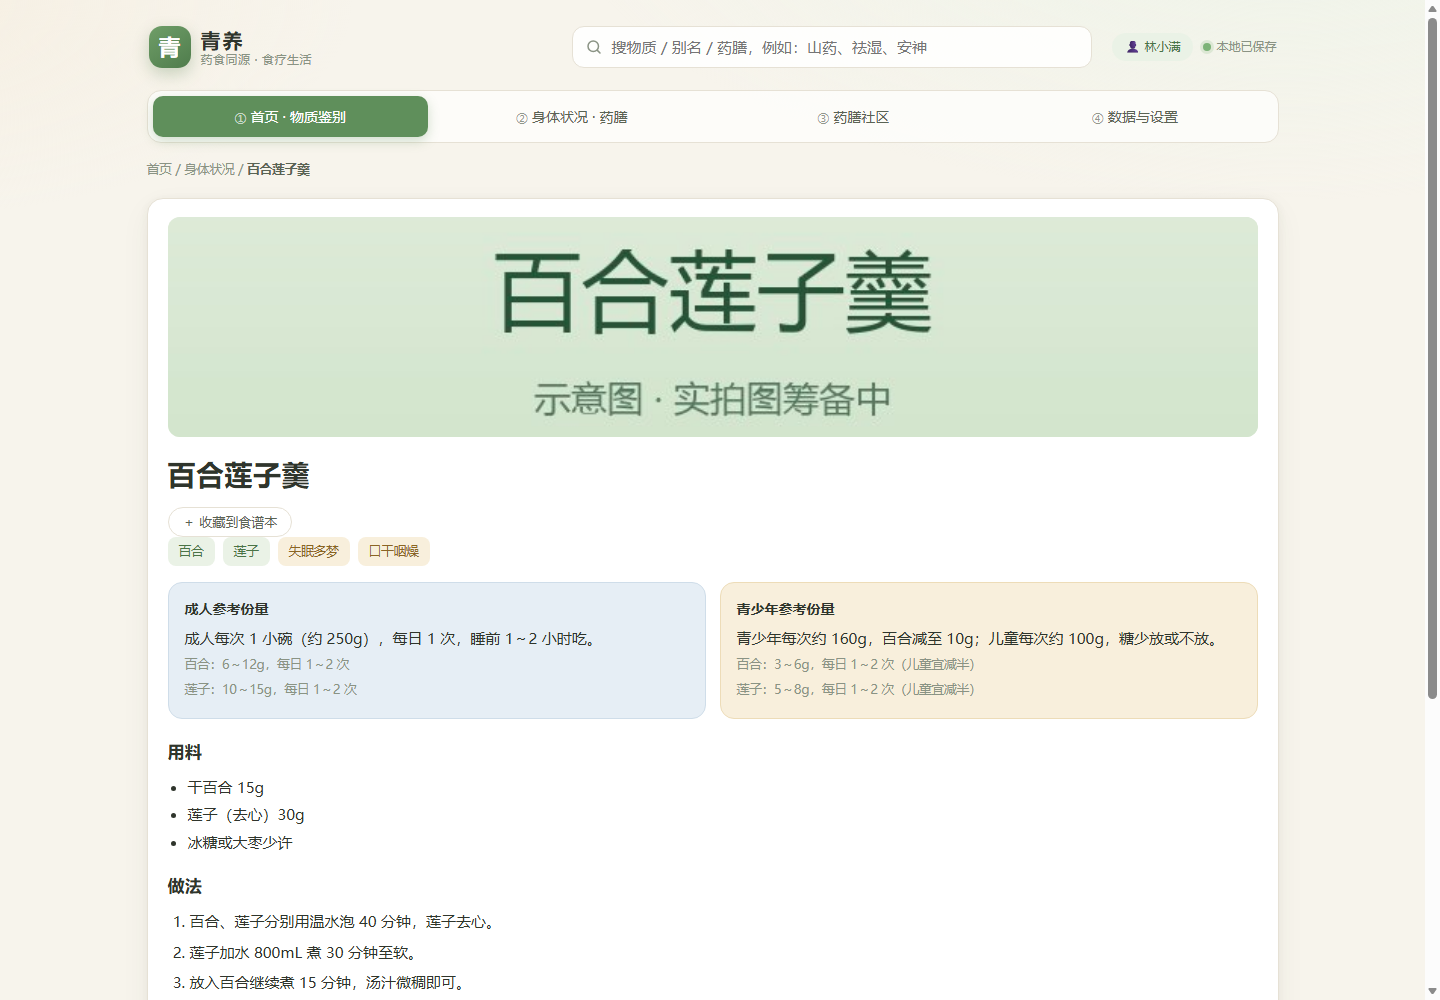 青
青养
药食同源 · 食疗生活
搜物质 / 别名 / 药膳，例如：山药、祛湿、安神
林小满
本地已保存
① 首页 · 物质鉴别
② 身体状况 · 药膳
③ 药膳社区
④ 数据与设置
首页 / 身体状况 / 百合莲子羹
百合莲子羹
示意图 · 实拍图筹备中
百合莲子羹
+ 收藏到食谱本
百合
莲子
失眠多梦
口干咽燥
成人参考份量
成人每次 1 小碗（约 250g），每日 1 次，睡前 1~2 小时吃。
百合：6~12g，每日 1~2 次
莲子：10~15g，每日 1~2 次
青少年参考份量
青少年每次约 160g，百合减至 10g；儿童每次约 100g，糖少放或不放。
百合：3~6g，每日 1~2 次（儿童宜减半）
莲子：5~8g，每日 1~2 次（儿童宜减半）
用料
• 干百合 15g
• 莲子（去心）30g
• 冰糖或大枣少许
做法
1. 百合、莲子分别用温水泡 40 分钟，莲子去心。
2. 莲子加水 800mL 煮 30 分钟至软。
3. 放入百合继续煮 15 分钟，汤汁微稠即可。